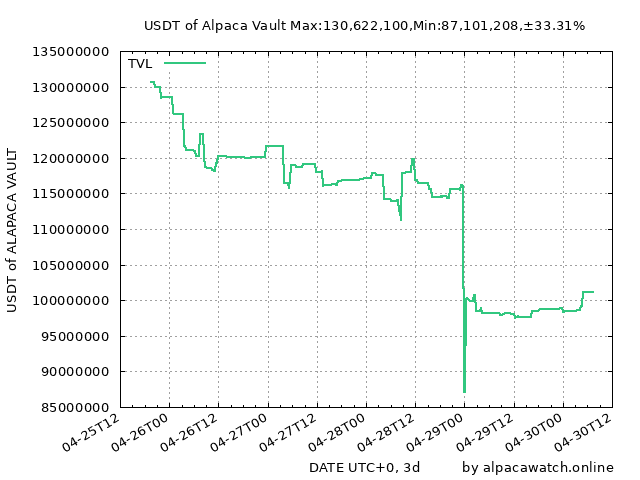 USDT of Alpaca Vault Max:130,622,100,Min:87,101,208,±33.31%
TVL
USDT of ALAPACA VAULT
135000000
130000000
125000000
120000000
115000000
110000000
105000000
100000000
95000000
90000000
85000000
04-25T12
04-26T00
04-26T12
04-27T00
04-27T12
04-28T00
04-28T12
04-29T00
04-29T12
04-30T00
04-30T12
DATE UTC+0, 3d
by alpacawatch.online